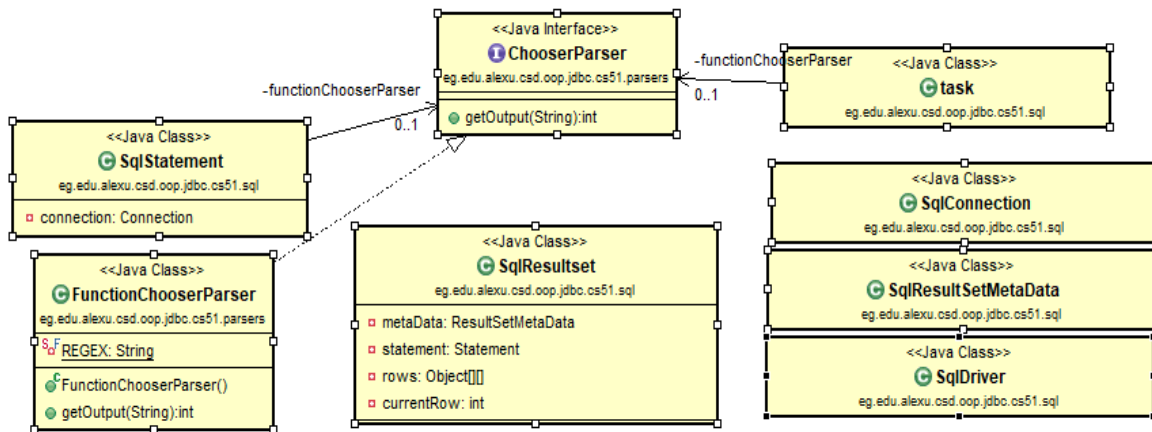 <<Java Interface>>
I ChooserParser
eg.edu.alexu.csd.oop.jdbc.cs51.parsers
getOutput(String):int
-functionChooserParser
0..1
-functionChooserParser
0..1
<<Java Class>>
C task
eg.edu.alexu.csd.oop.jdbc.cs51.sql
<<Java Class>>
C SqlStatement
eg.edu.alexu.csd.oop.jdbc.cs51.sql
connection: Connection
<<Java Class>>
C SqlConnection
eg.edu.alexu.csd.oop.jdbc.cs51.sql
<<Java Class>>
C FunctionChooserParser
eg.edu.alexu.csd.oop.jdbc.cs51.parsers
S F REGEX: String
C FunctionChooserParser()
getOutput(String):int
<<Java Class>>
C SqlResultset
eg.edu.alexu.csd.oop.jdbc.cs51.sql
metaData: ResultSetMetaData
statement: Statement
rows: Object[][]
currentRow: int
<<Java Class>>
C SqlResultSetMetaData
eg.edu.alexu.csd.oop.jdbc.cs51.sql
<<Java Class>>
C SqlDriver
eg.edu.alexu.csd.oop.jdbc.cs51.sql